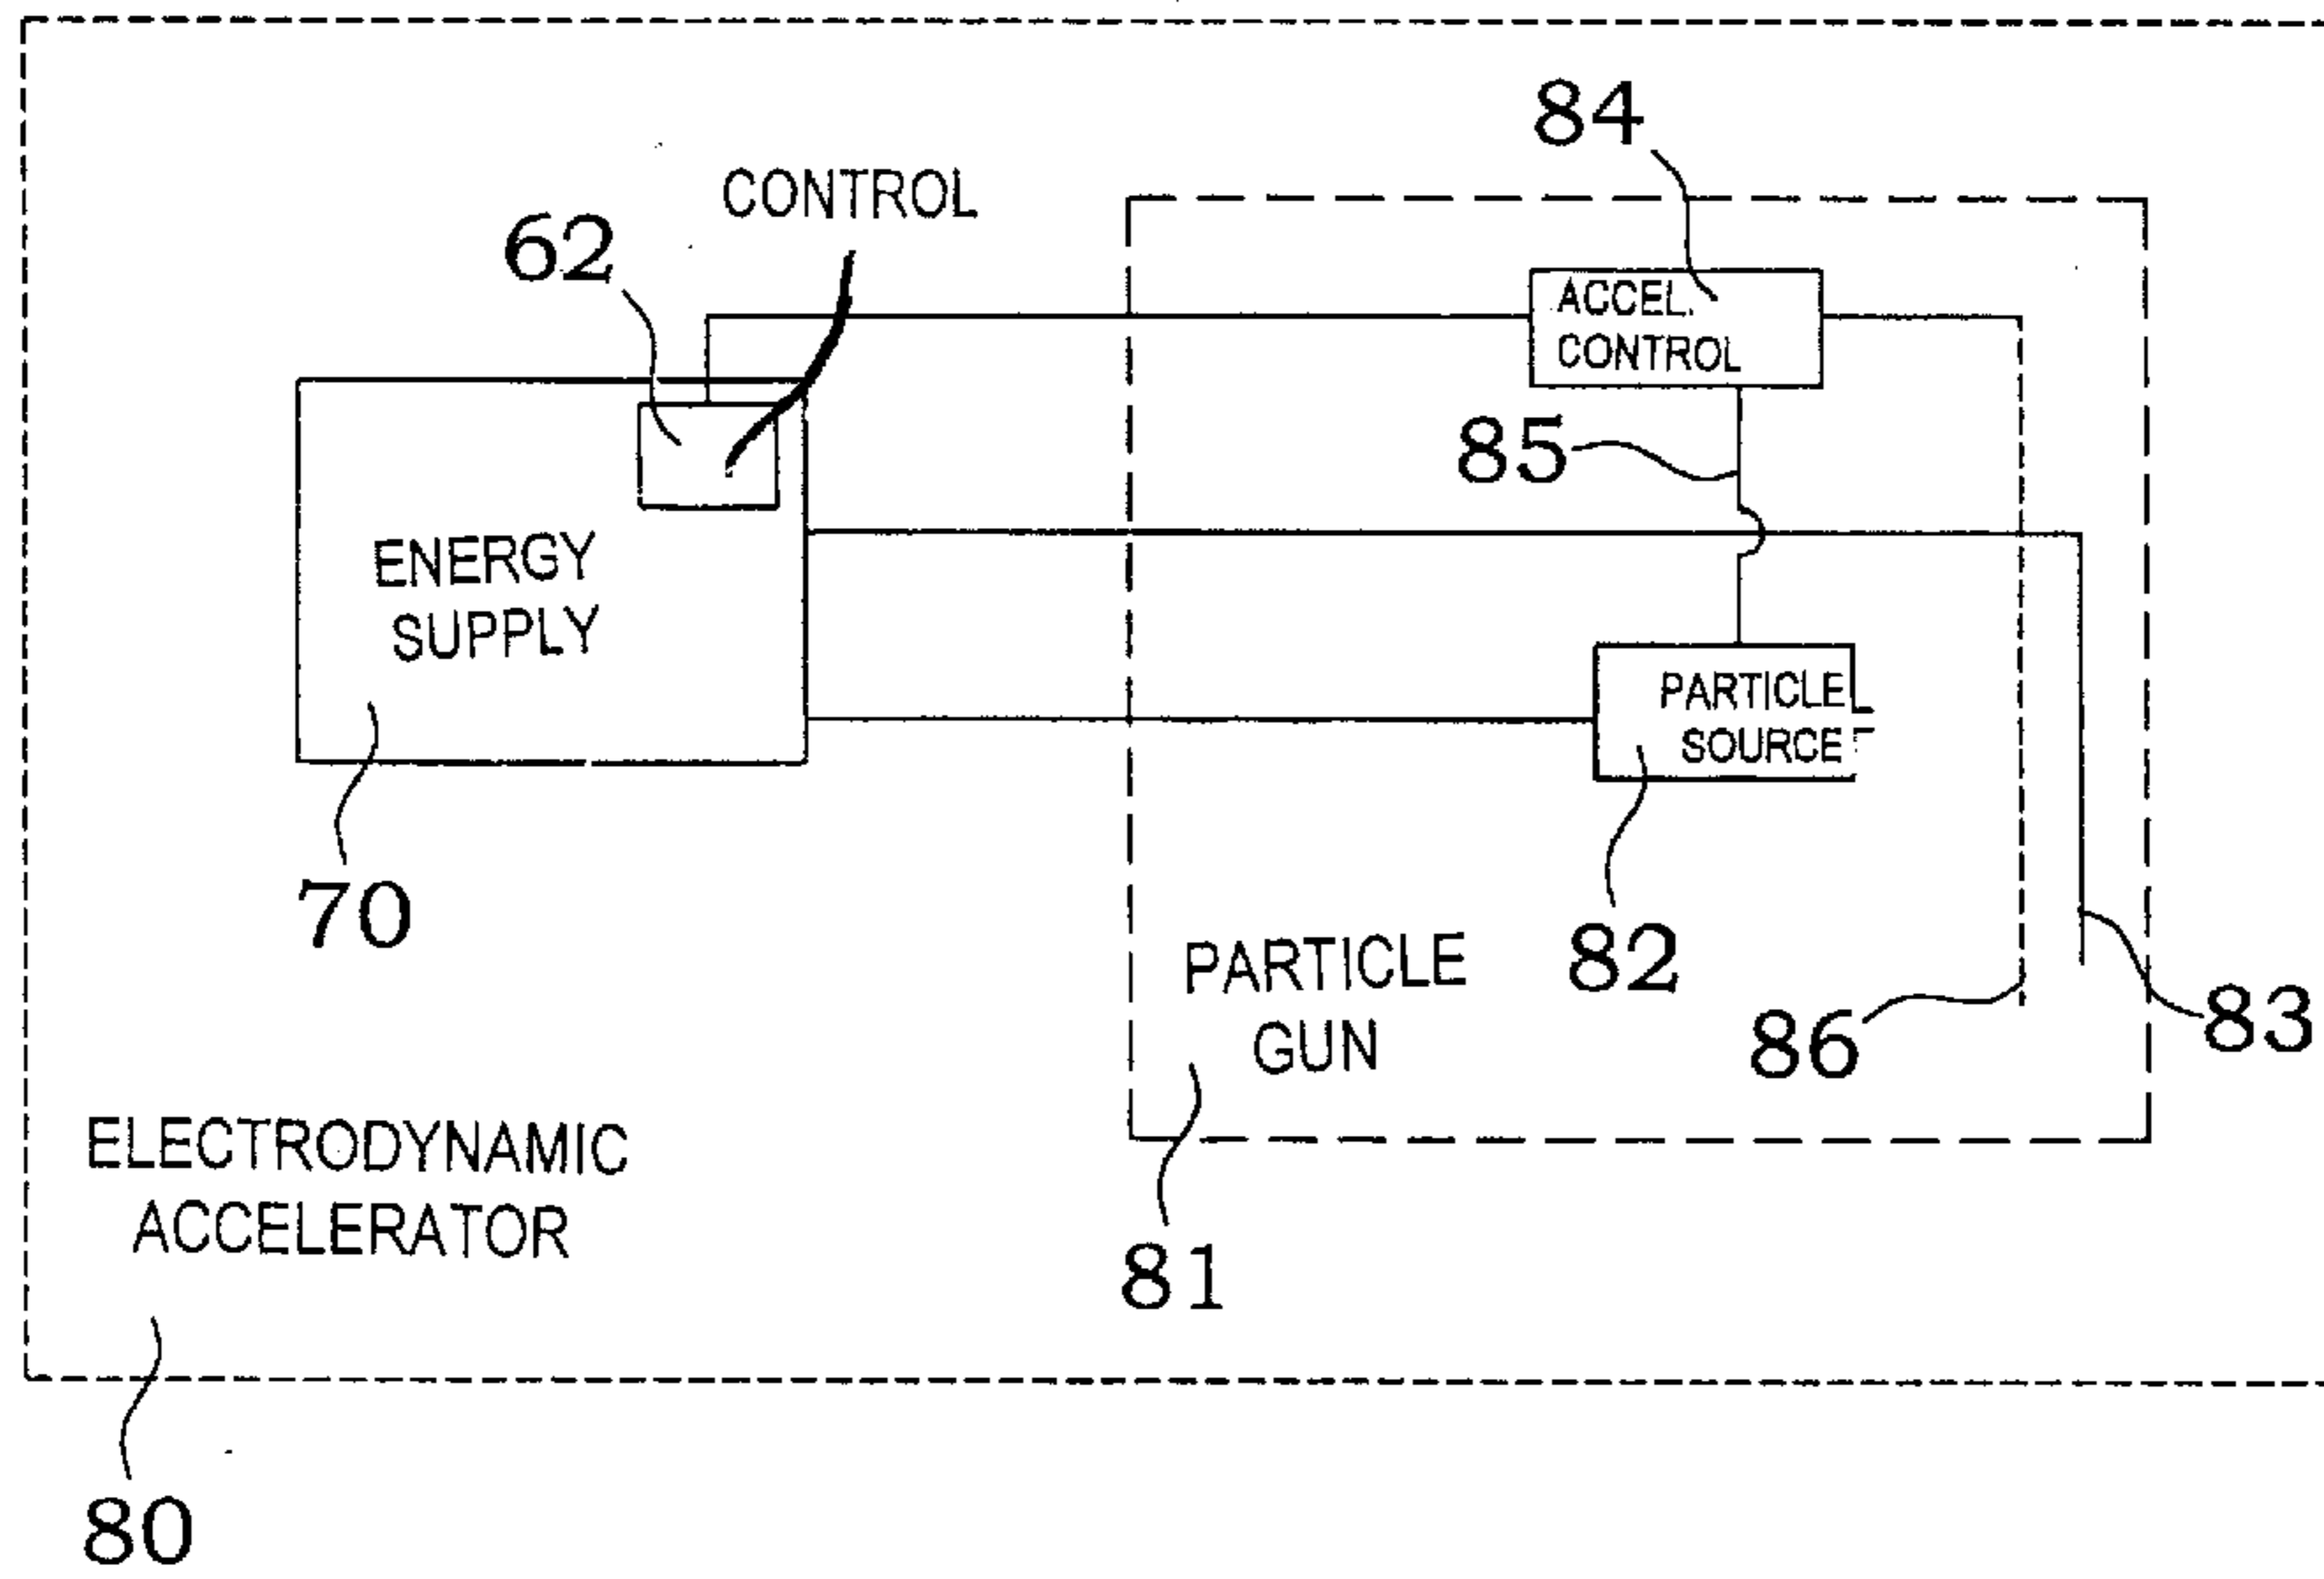 84
CONTROL
62
ACCEL.
CONTROL
85
ENERGY
SUPPLY
PARTICLE
SOURCE
70
PARTICLE
GUN
82
86
83
ELECTRODYNAMIC
ACCELERATOR
81
80